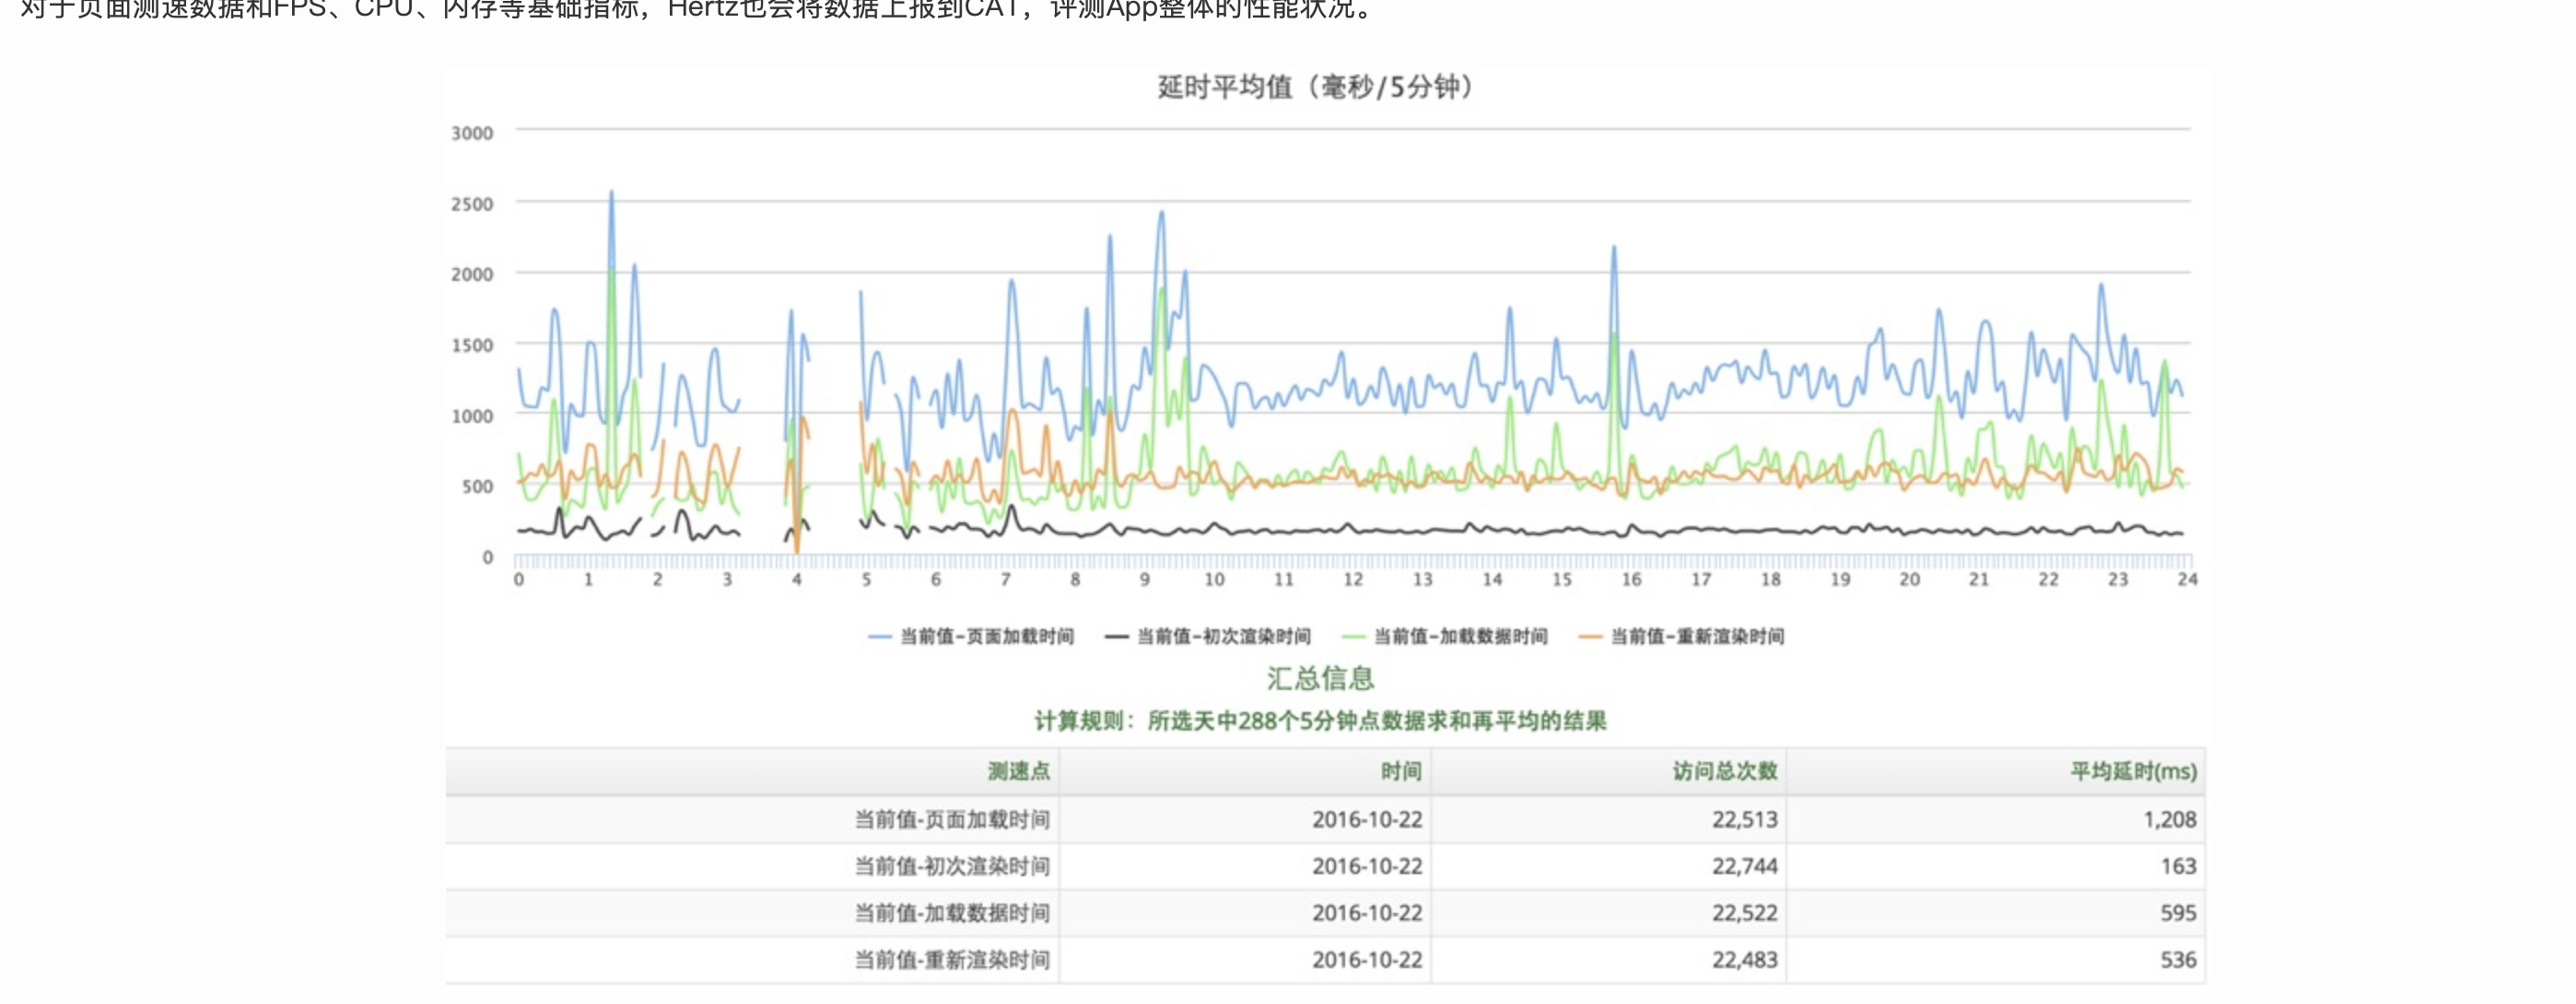 对于页面测速数据和FPS、CPU、内存等基础指标，Hertz也会将数据上报到CAT，评测App整体的性能状况。
延时平均值（毫秒/5分钟）
3000
2500
2000
1500
1000
500
0
0 1 2 3 4 5 6 7 8 9 10 11 12 13 14 15 16 17 18 19 20 21 22 23 24
当前值-页面加载时间 当前值-初次渲染时间 当前值-加载数据时间 当前值-重新渲染时间
汇总信息
计算规则：所选天中288个5分钟点数据求和再平均的结果
测速点 时间 访问总次数 平均延时(ms)
当前值-页面加载时间 2016-10-22 22,513 1,208
当前值-初次渲染时间 2016-10-22 22,744 163
当前值-加载数据时间 2016-10-22 22,522 595
当前值-重新渲染时间 2016-10-22 22,483 536